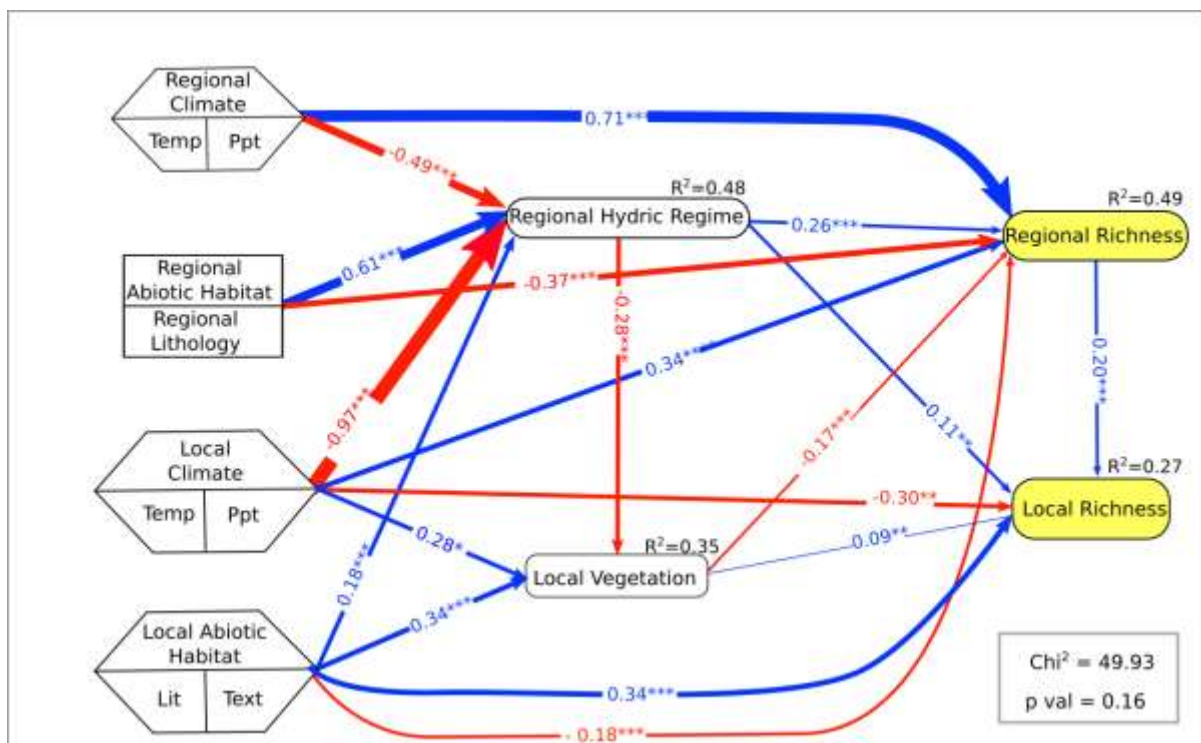 Regional
Climate
Temp Ppt
0.71***
-0.49***
R²=0.48
Regional Hydric Regime
R²=0.49
Regional Richness
0.26***
0.61***
Regional
Abiotic Habitat
Regional
Lithology
-0.37***
-0.28***
0.34***
0.20***
-0.97***
0.11**
-0.17***
Local
Climate
Temp Ppt
R²=0.27
Local Richness
-0.30**
0.28*
R²=0.35
Local Vegetation
0.09**
0.18***
0.34***
Local Abiotic
Habitat
Lit Text
0.34***
- 0.18***
Chi² = 49.93
p val = 0.16